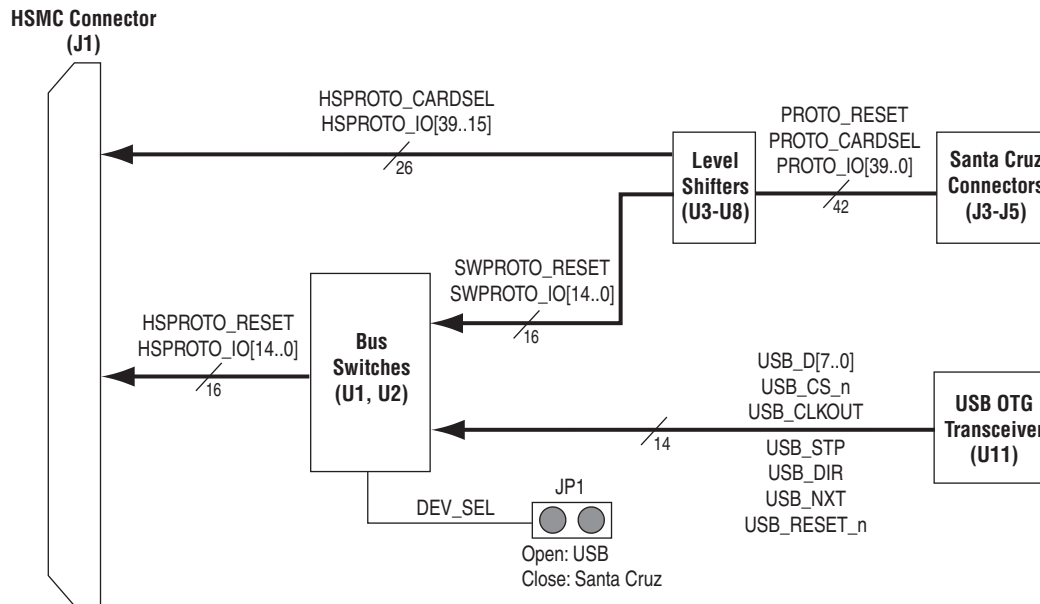 HSMC Connector
(J1)
HSPROTO_CARDSEL
HSPROTO_IO[39..15]
26
Level
Shifters
(U3-U8)
PROTO_RESET
PROTO_CARDSEL
PROTO_IO[39..0]
42
Santa Cruz
Connectors
(J3-J5)
SWPROTO_RESET
SWPROTO_IO[14..0]
16
HSPROTO_RESET
HSPROTO_IO[14..0]
16
Bus
Switches
(U1, U2)
USB_D[7..0]
USB_CS_n
USB_CLKOUT
14
USB_STP
USB_DIR
USB_NXT
USB_RESET_n
USB OTG
Transceiver
(U11)
DEV_SEL
JP1
Open: USB
Close: Santa Cruz